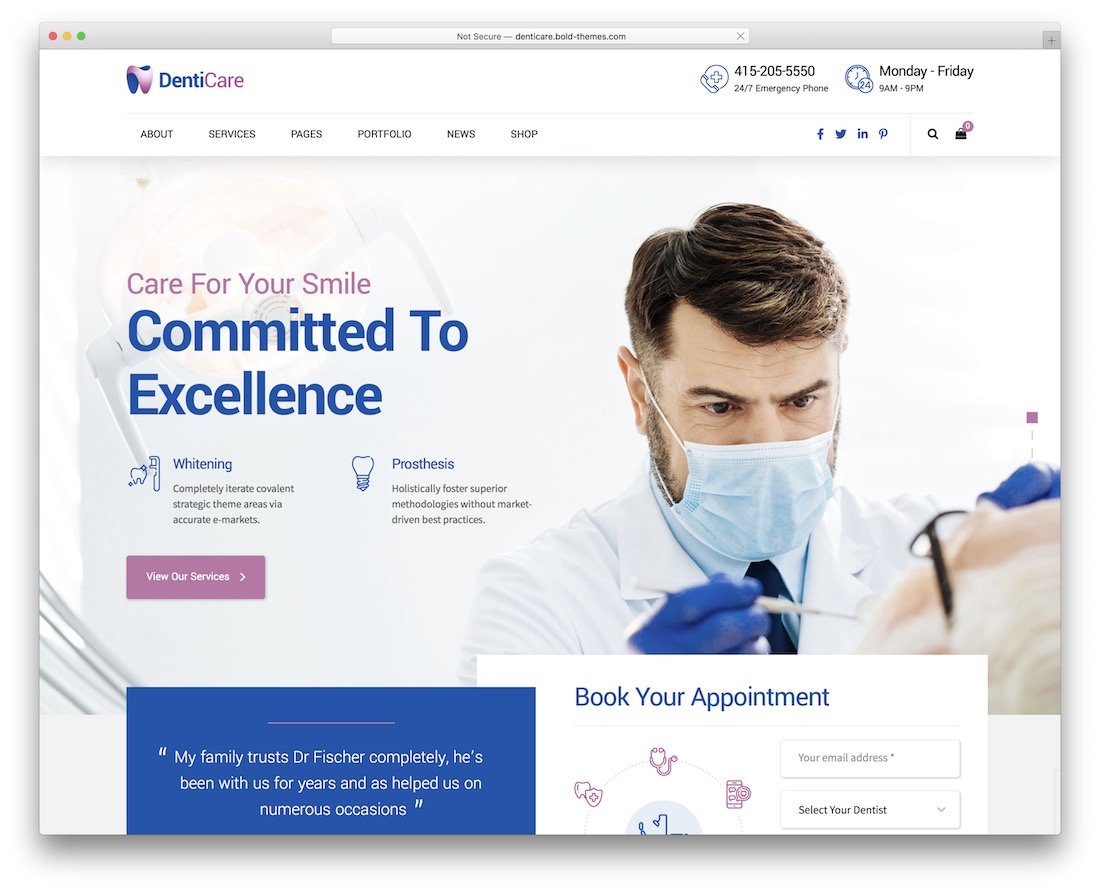 Not Secure — denticare.bold-themes.com
DentiCare
415-205-5550
24/7 Emergency Phone
24
Monday - Friday
9AM - 9PM
ABOUT SERVICES PAGES PORTFOLIO NEWS SHOP
0
Care For Your Smile
Committed To
Excellence
Whitening
Completely iterate covalent
strategic theme areas via
accurate e-markets.
Prosthesis
Holistically foster superior
methodologies without market-
driven best practices.
View Our Services
“ My family trusts Dr Fischer completely, he's
been with us for years and as helped us on
numerous occasions ”
Book Your Appointment
Your email address *
Select Your Dentist